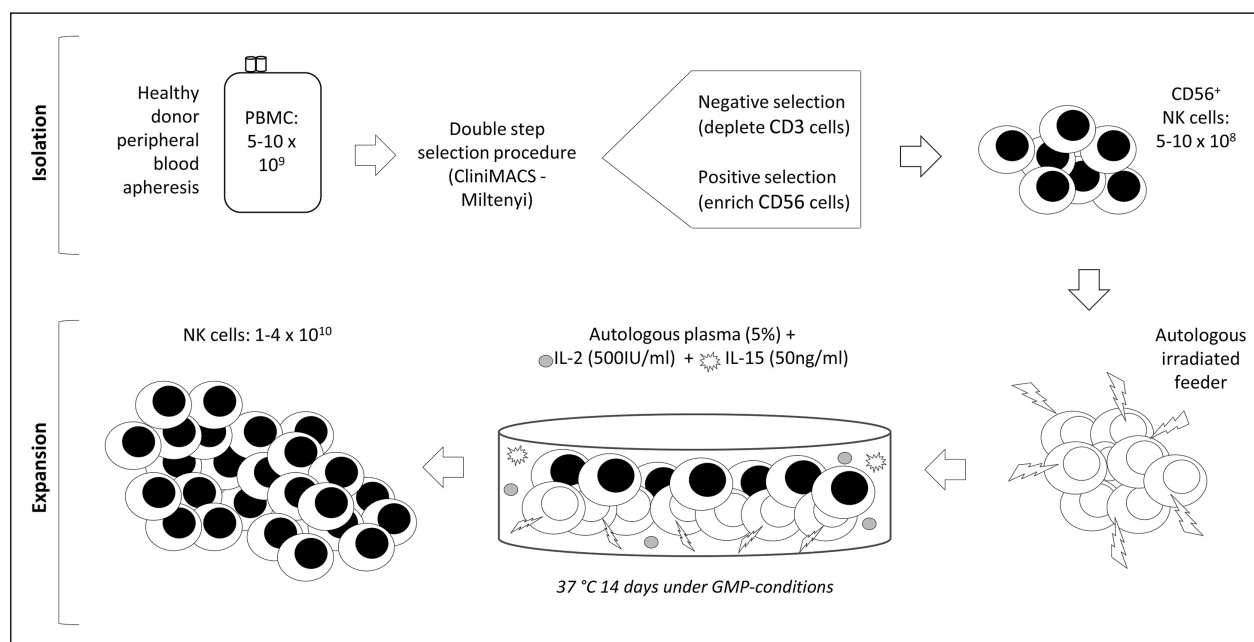 Isolation
Healthy
donor
peripheral
blood
apheresis
PBMC:
5-10 x
10⁹
Double step
selection procedure
(CliniMACS -
Miltenyi)
Negative selection
(deplete CD3 cells)
Positive selection
(enrich CD56 cells)
CD56⁺
NK cells:
5-10 x 10⁸
Expansion
NK cells: 1-4 x 10¹⁰
Autologous plasma (5%) +
IL-2 (500IU/ml) + IL-15 (50ng/ml)
37 °C 14 days under GMP-conditions
Autologous
irradiated
feeder